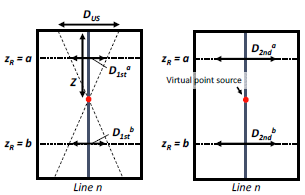 D_US
z_R = a
Z
D_1st^a
z_R = b
D_1st^b
Line n
z_R = a
D_2nd^a
Virtual point source
z_R = b
D_2nd^b
Line n